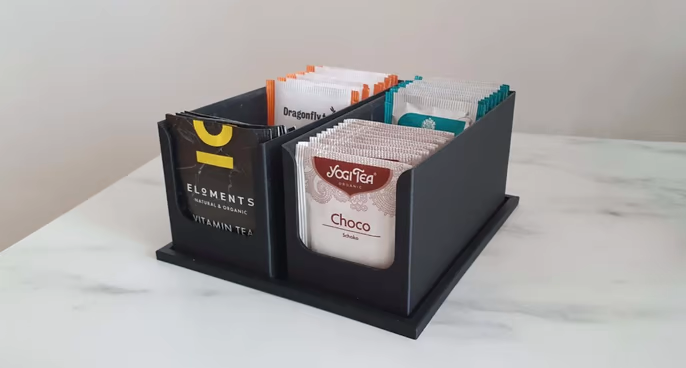 Dragonfly
YOGI TEA
ORGANIC
Choco
Schoko
ELOMENTS
NATURAL & ORGANIC
VITAMIN TEA